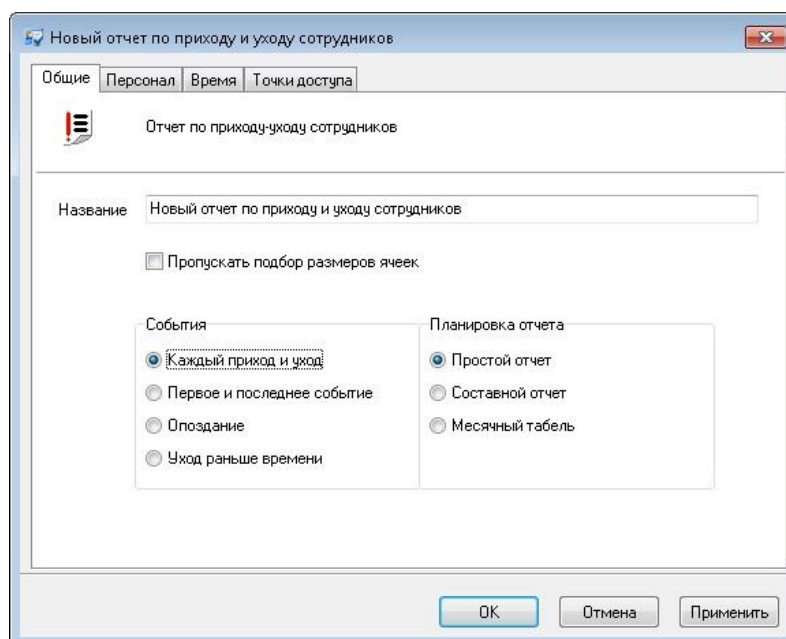 Новый отчет по приходу и уходу сотрудников
Общие Персонал Время Точки доступа
Отчет по приходу-уходу сотрудников
Название Новый отчет по приходу и уходу сотрудников
Пропускать подбор размеров ячеек
События
Каждый приход и уход
Первое и последнее событие
Опоздание
Уход раньше времени
Планировка отчета
Простой отчет
Составной отчет
Месячный табель
OK Отмена Применить